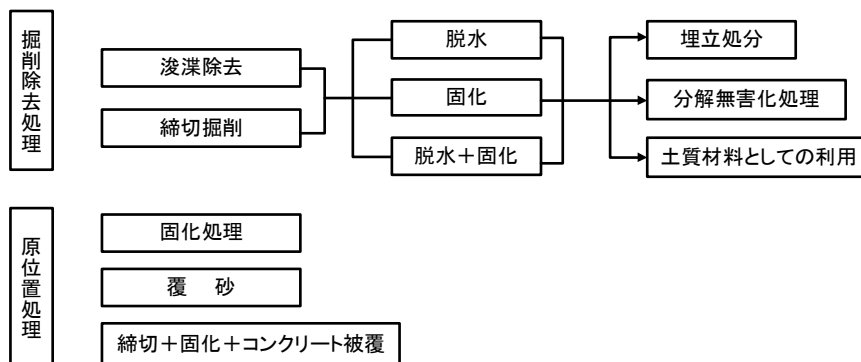 掘削除去処理
浚渫除去
締切掘削
脱水
固化
脱水＋固化
埋立処分
分解無害化処理
土質材料としての利用
原位置処理
固化処理
覆　砂
締切＋固化＋コンクリート被覆